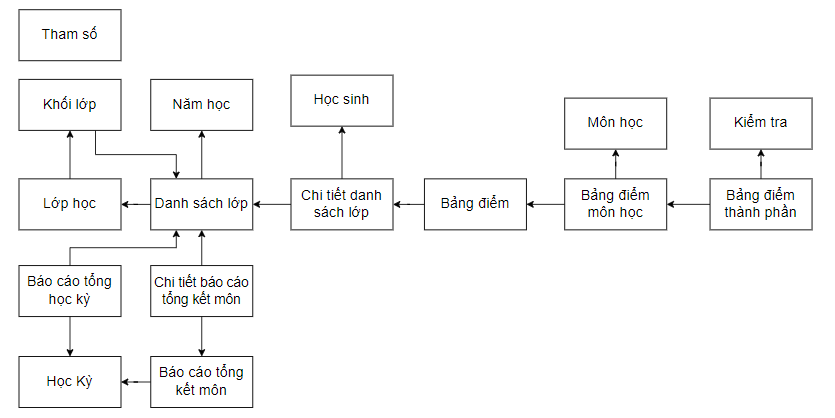 Tham số
Khối lớp
Năm học
Học sinh
Môn học
Kiểm tra
Lớp học
Danh sách lớp
Chi tiết danh
sách lớp
Bảng điểm
Bảng điểm
môn học
Bảng điểm
thành phần
Báo cáo tổng
học kỳ
Chi tiết báo cáo
tổng kết môn
Học Kỳ
Báo cáo tổng
kết môn